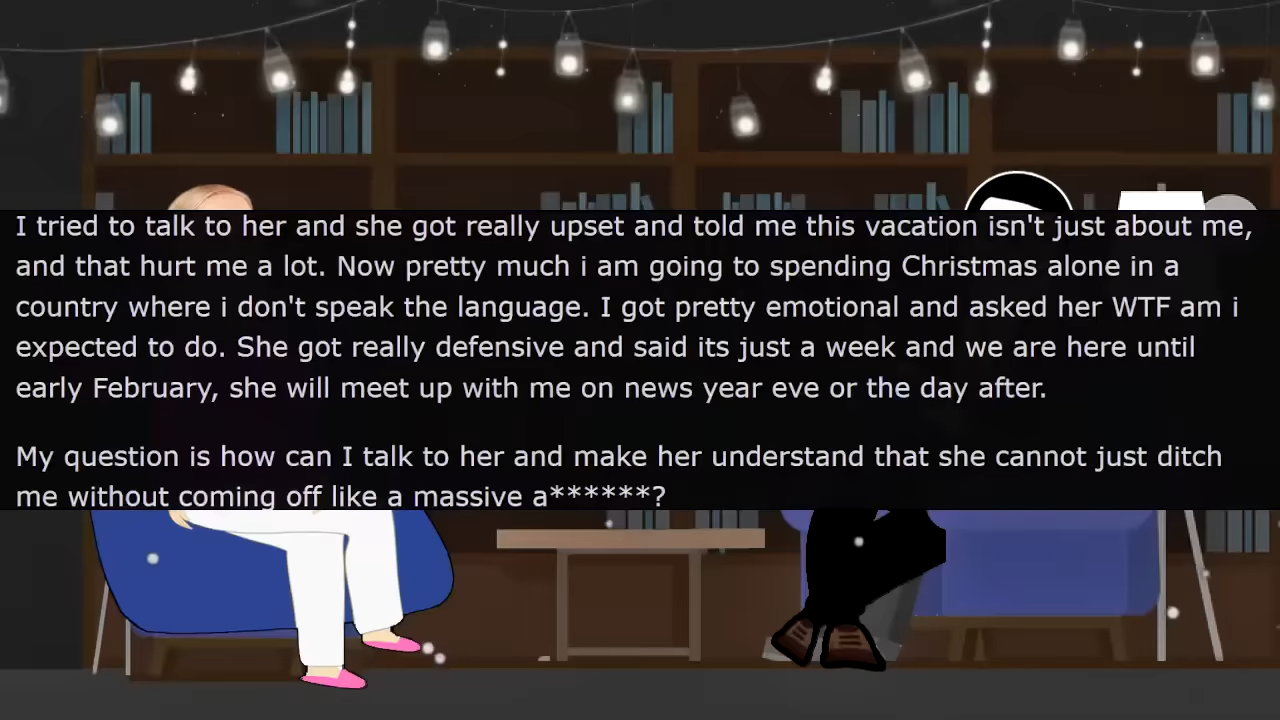 I tried to talk to her and she got really upset and told me this vacation isn't just about me,
and that hurt me a lot. Now pretty much i am going to spending Christmas alone in a
country where i don't speak the language. I got pretty emotional and asked her WTF am i
expected to do. She got really defensive and said its just a week and we are here until
early February, she will meet up with me on news year eve or the day after.
My question is how can I talk to her and make her understand that she cannot just ditch
me without coming off like a massive a******?